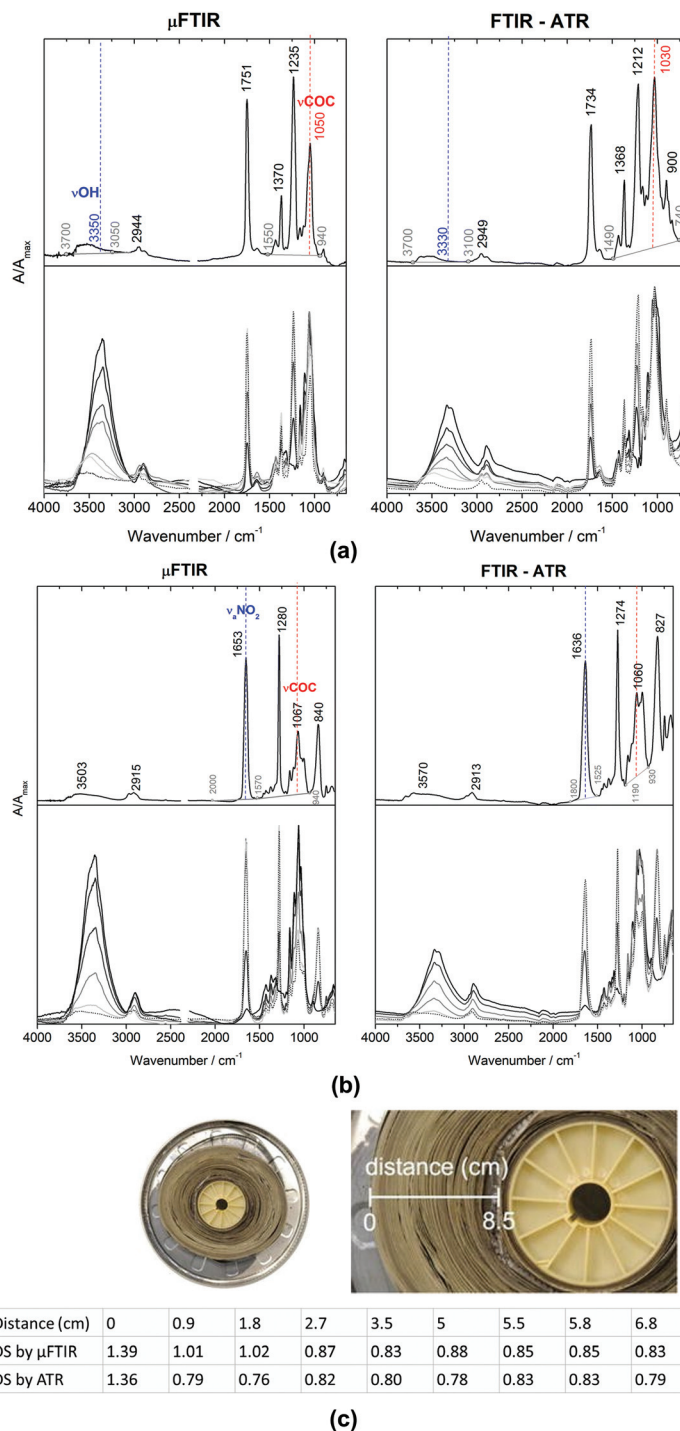 µFTIR
FTIR - ATR
A/Amax
1751
1235
νCOC
1050
1370
νOH
3700
3350
3050
2944
1550
940
1734
1212
1030
1368
900
3700
3330
3100
2949
1490
740
4000 3500 3000 2500 2000 1500 1000
Wavenumber / cm-1
4000 3500 3000 2500 2000 1500 1000
Wavenumber / cm-1
(a)
µFTIR
FTIR - ATR
A/Amax
νaNO2
1653
1280
νCOC
1067
840
3503
2915
2000
1570
940
1636
1274
1060
827
3570
2913
1800
1525
1190
930
4000 3500 3000 2500 2000 1500 1000
Wavenumber / cm-1
4000 3500 3000 2500 2000 1500 1000
Wavenumber / cm-1
(b)
distance (cm)
0 8.5
Distance (cm) 0 0.9 1.8 2.7 3.5 5 5.5 5.8 6.8
DS by µFTIR 1.39 1.01 1.02 0.87 0.83 0.88 0.85 0.85 0.83
DS by ATR 1.36 0.79 0.76 0.82 0.80 0.78 0.83 0.83 0.79
(c)